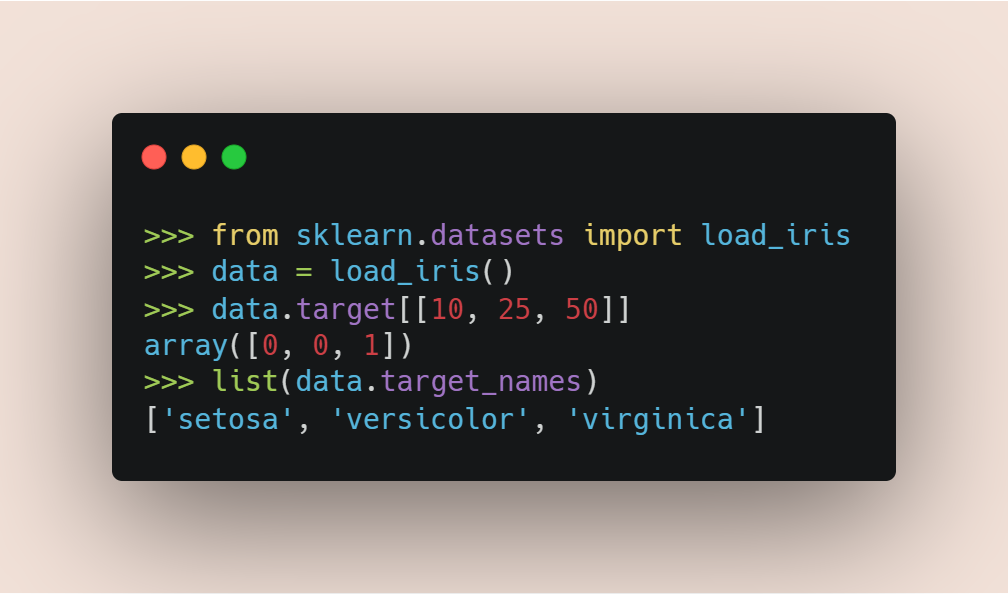 >>> from sklearn.datasets import load_iris
>>> data = load_iris()
>>> data.target[[10, 25, 50]]
array([0, 0, 1])
>>> list(data.target_names)
['setosa', 'versicolor', 'virginica']